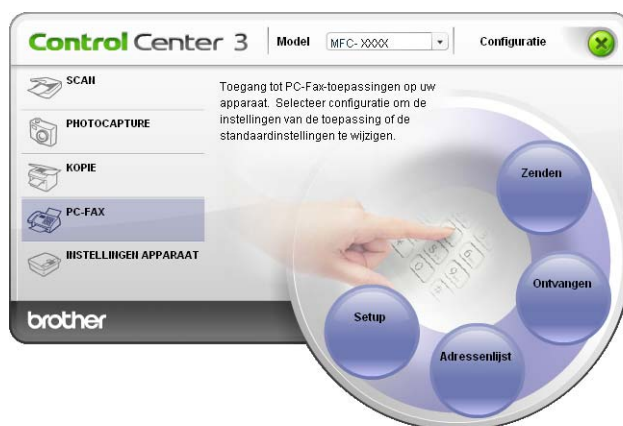 Control Center 3
Model
MFC-XXXX
Configuratie
SCAN
PHOTOCAPTURE
KOPIE
PC-FAX
INSTELLINGEN APPARAAT
brother
Toegang tot PC-Fax-toepassingen op uw
apparaat. Selecteer configuratie om de
instellingen van de toepassing of de
standaardinstellingen te wijzigen.
Zenden
Ontvangen
Adressenlijst
Setup